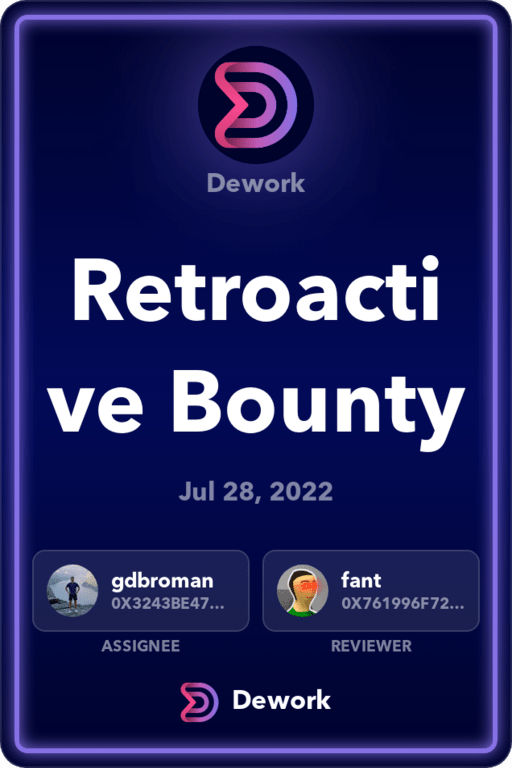 Dework
Retroacti
ve Bounty
Jul 28, 2022
gdbroman
0X3243BE47...
fant
0X761996F72...
ASSIGNEE
REVIEWER
Dework